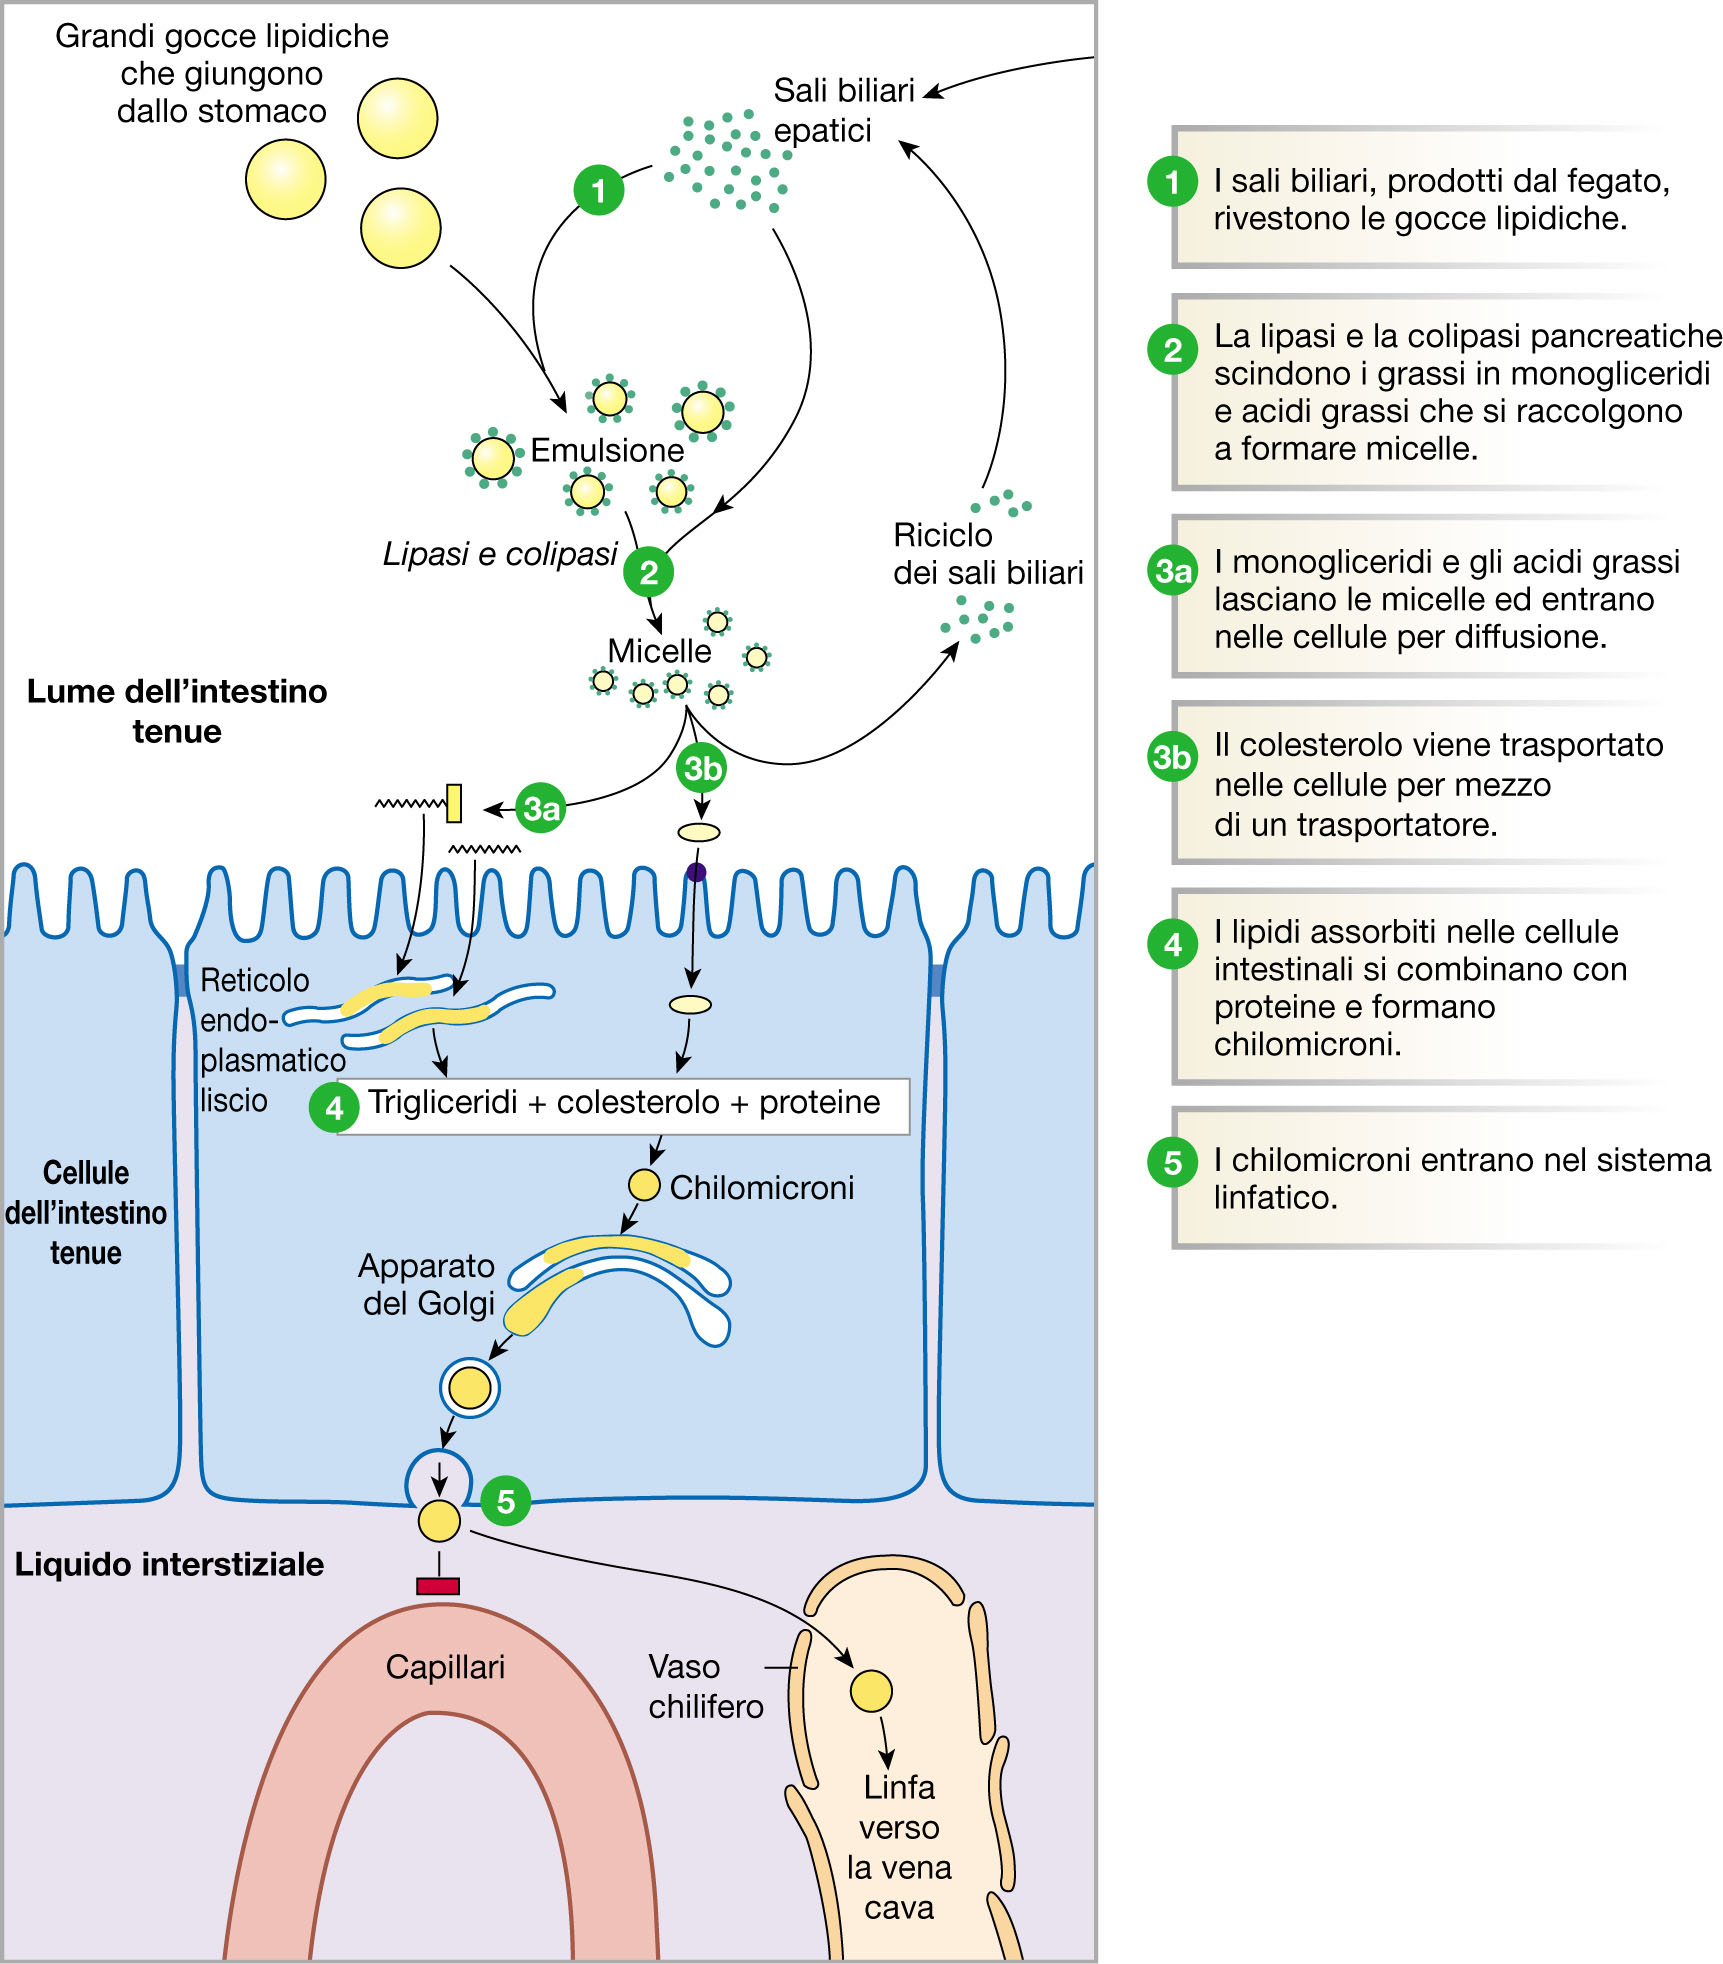 Grandi gocce lipidiche
che giungono
dallo stomaco
Sali biliari
epatici
1
Emulsione
Lipasi e colipasi
2
Riciclo
dei sali biliari
Micelle
Lume dell'intestino
tenue
3a
3b
Reticolo
endo-
plasmatico
liscio
4
Trigliceridi + colesterolo + proteine
Chilomicroni
Cellule
dell'intestino
tenue
Apparato
del Golgi
5
Liquido interstiziale
Capillari
Vaso
chilifero
Linfa
verso
la vena
cava
1
I sali biliari, prodotti dal fegato,
rivestono le gocce lipidiche.
2
La lipasi e la colipasi pancreatiche
scindono i grassi in monogliceridi
e acidi grassi che si raccolgono
a formare micelle.
3a
I monogliceridi e gli acidi grassi
lasciano le micelle ed entrano
nelle cellule per diffusione.
3b
Il colesterolo viene trasportato
nelle cellule per mezzo
di un trasportatore.
4
I lipidi assorbiti nelle cellule
intestinali si combinano con
proteine e formano
chilomicroni.
5
I chilomicroni entrano nel sistema
linfatico.